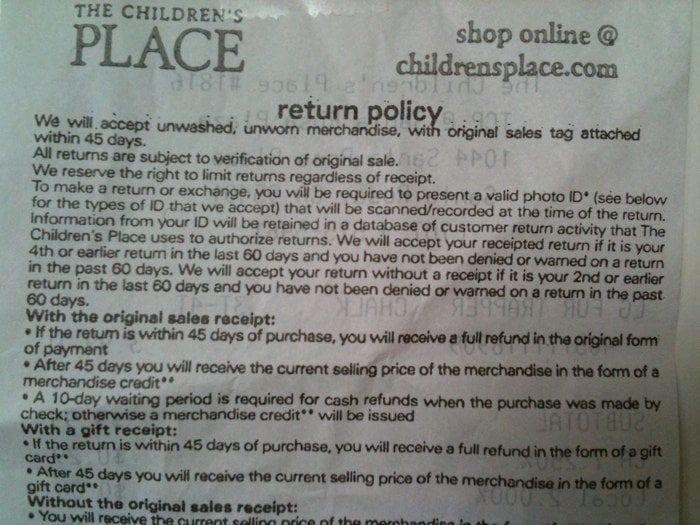 THE CHILDREN'S
PLACE
shop online @
childrensplace.com
return policy
We will accept unwashed, unworn merchandise, with original sales tag attached
within 45 days.
All returns are subject to verification of original sale.
We reserve the right to limit returns regardless of receipt.
To make a return or exchange, you will be required to present a valid photo ID* (see below
for the types of ID that we accept) that will be scanned/recorded at the time of the return.
Information from your ID will be retained in a database of customer return activity that The
Children's Place uses to authorize returns. We will accept your receipted return if it is your
4th or earlier return in the last 60 days and you have not been denied or warned on a return
in the past 60 days. We will accept your return without a receipt if it is your 2nd or earlier
return in the last 60 days and you have not been denied or warned on a return in the past
60 days.
With the original sales receipt:
• If the return is within 45 days of purchase, you will receive a full refund in the original form
of payment
• After 45 days you will receive the current selling price of the merchandise in the form of a
merchandise credit**
• A 10-day waiting period is required for cash refunds when the purchase was made by
check; otherwise a merchandise credit** will be issued
With a gift receipt:
• If the return is within 45 days of purchase, you will receive a full refund in the form of a gift
card**
• After 45 days you will receive the current selling price of the merchandise in the form of a
gift card**
Without the original sales receipt:
• You will receive the current selling price of the merchandise in the